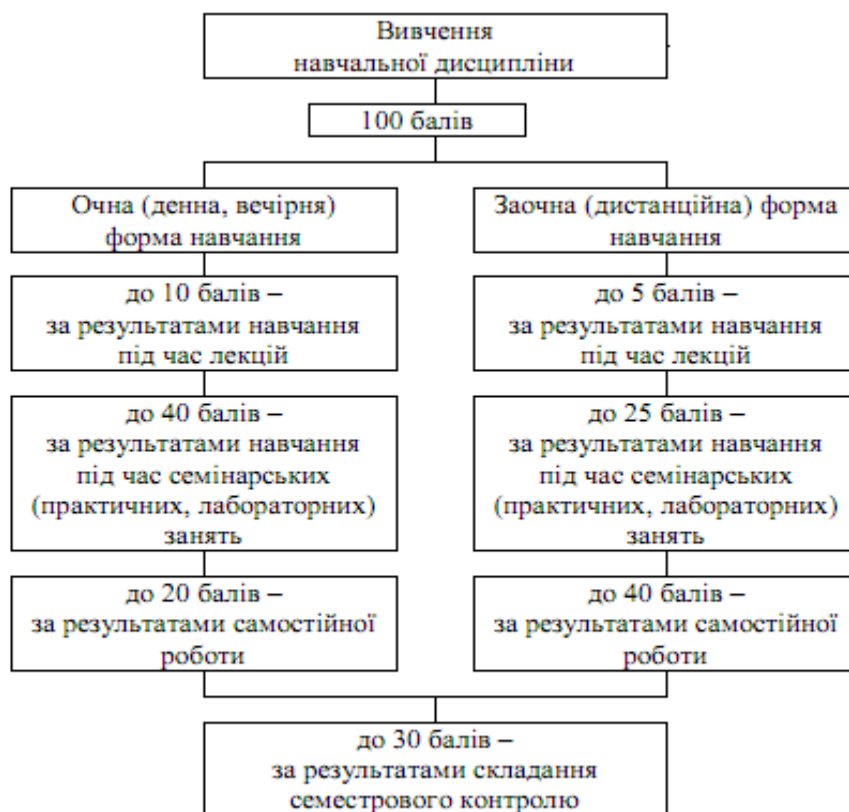 Вивчення
навчальної дисципліни
100 балів
Очна (денна, вечірня)
форма навчання
до 10 балів –
за результатами навчання
під час лекцій
до 40 балів –
за результатами навчання
під час семінарських
(практичних, лабораторних)
занять
до 20 балів –
за результатами самостійної
роботи
Заочна (дистанційна) форма
навчання
до 5 балів –
за результатами навчання
під час лекцій
до 25 балів –
за результатами навчання
під час семінарських
(практичних, лабораторних)
занять
до 40 балів –
за результатами самостійної
роботи
до 30 балів –
за результатами складання
семестрового контролю